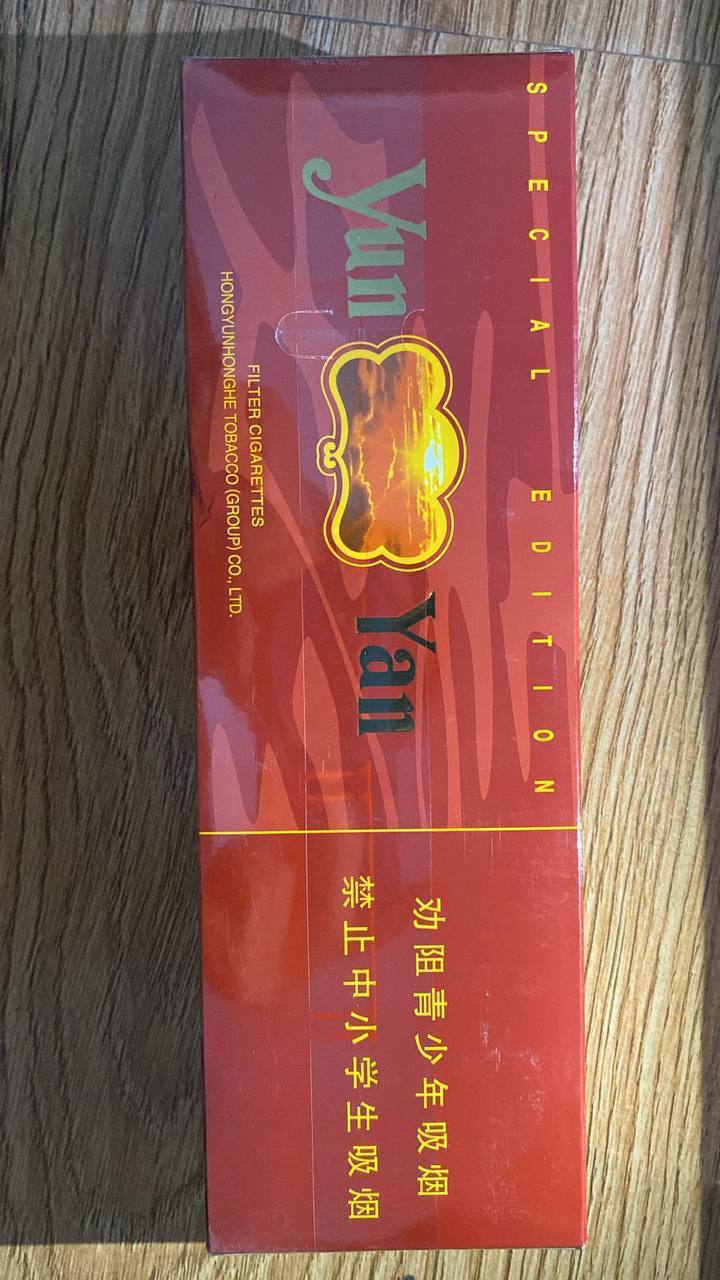 SPECIAL EDITION
Yun Yan
FILTER CIGARETTES
HONGYUNHONGHE TOBACCO (GROUP) CO., LTD.
劝阻青少年吸烟
禁止中小学生吸烟